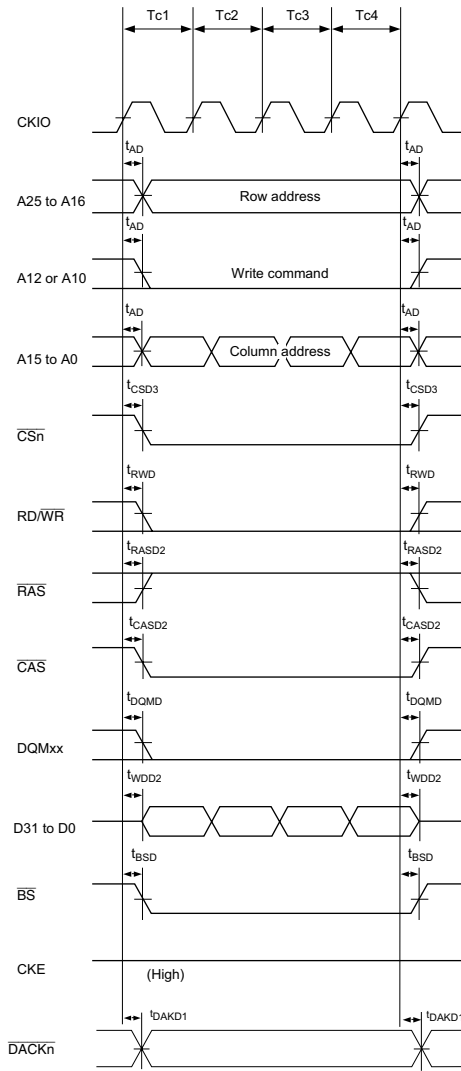 Tc1 Tc2 Tc3 Tc4
CKIO
tAD tAD
A25 to A16 Row address
tAD tAD
A12 or A10 Write command
tAD tAD
A15 to A0 Column address
tCSD3 tCSD3
CSn
tRWD tRWD
RD/WR
tRASD2 tRASD2
RAS
tCASD2 tCASD2
CAS
tDQMD tDQMD
DQMxx
tWDD2 tWDD2
D31 to D0
tBSD tBSD
BS
CKE (High)
tDAKD1 tDAKD1
DACKn